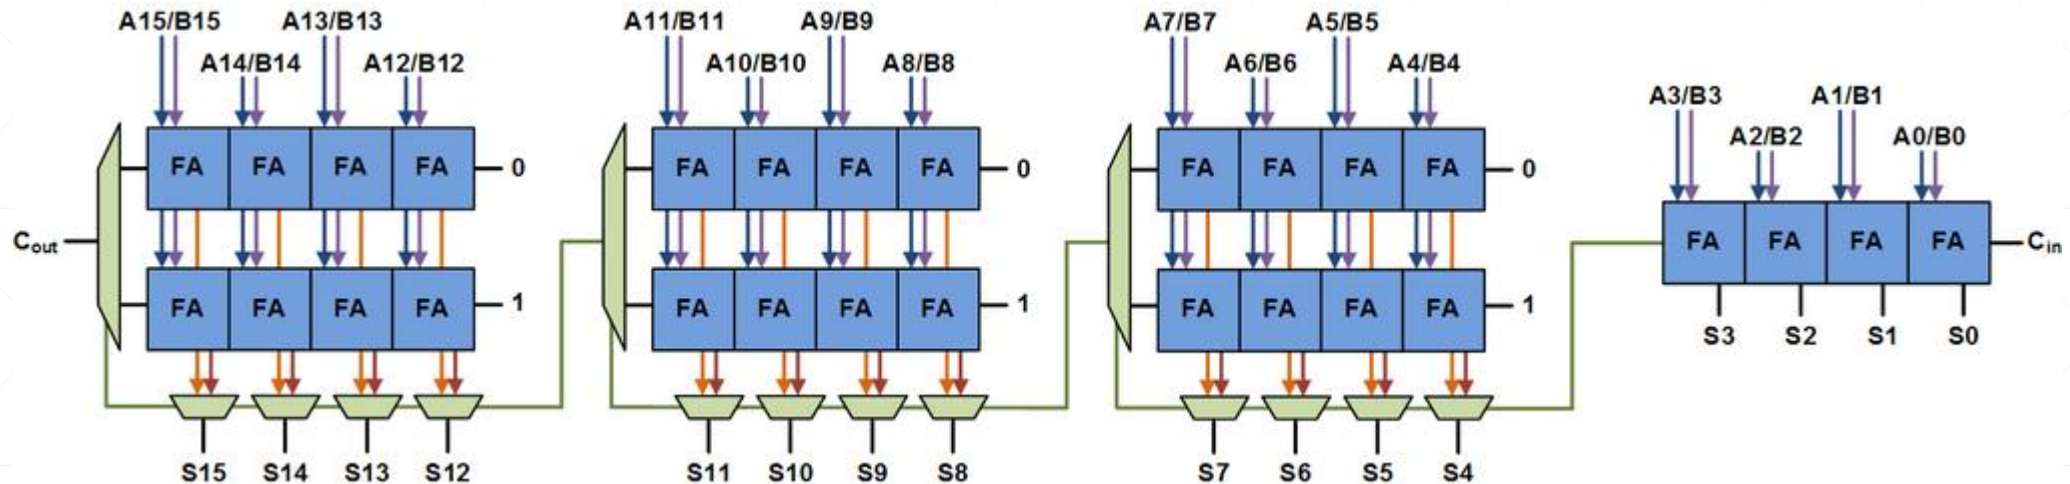 A15/B15 A13/B13 A11/B11 A9/B9 A7/B7 A5/B5
A14/B14 A12/B12 A10/B10 A8/B8 A6/B6 A4/B4
A3/B3 A1/B1
A2/B2 A0/B0
FA FA FA FA 0 FA FA FA FA 0 FA FA FA FA 0
Cout FA FA FA FA Cin
FA FA FA FA 1 FA FA FA FA 1 FA FA FA FA 1
S3 S2 S1 S0
S15 S14 S13 S12 S11 S10 S9 S8 S7 S6 S5 S4